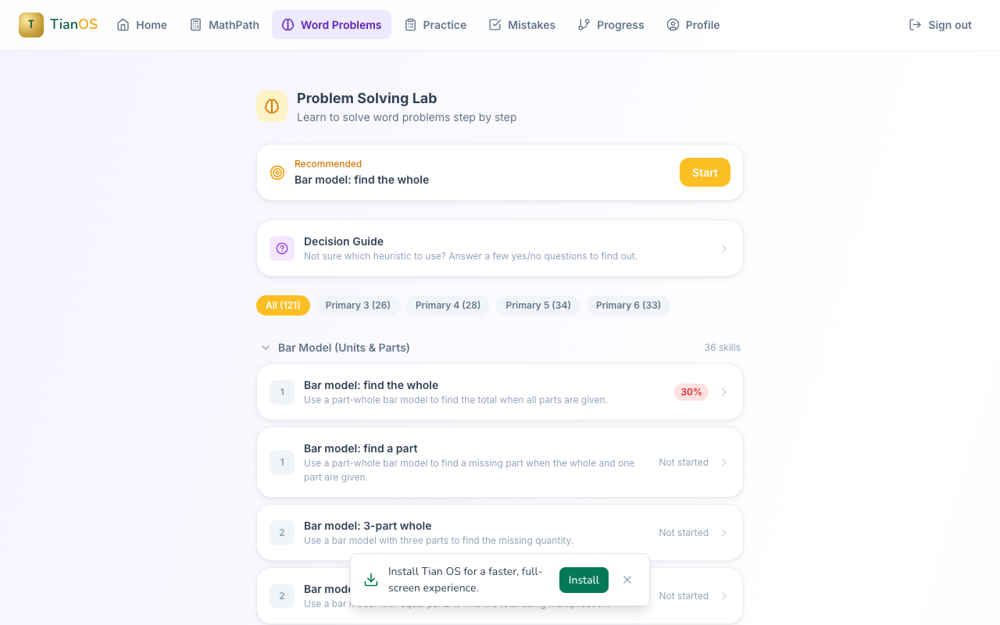 T TianOS Home MathPath Word Problems Practice Mistakes Progress Profile Sign out
Problem Solving Lab
Learn to solve word problems step by step
Recommended
Bar model: find the whole
Start
Decision Guide
Not sure which heuristic to use? Answer a few yes/no questions to find out.
All (121) Primary 3 (26) Primary 4 (28) Primary 5 (34) Primary 6 (33)
Bar Model (Units & Parts) 36 skills
1
Bar model: find the whole
Use a part-whole bar model to find the total when all parts are given.
30%
1
Bar model: find a part
Use a part-whole bar model to find a missing part when the whole and one
part are given.
Not started
2
Bar model: 3-part whole
Use a bar model with three parts to find the missing quantity.
Not started
2
Bar
Use a bar
Not started
Install Tian OS for a faster, full-
screen experience.
Install